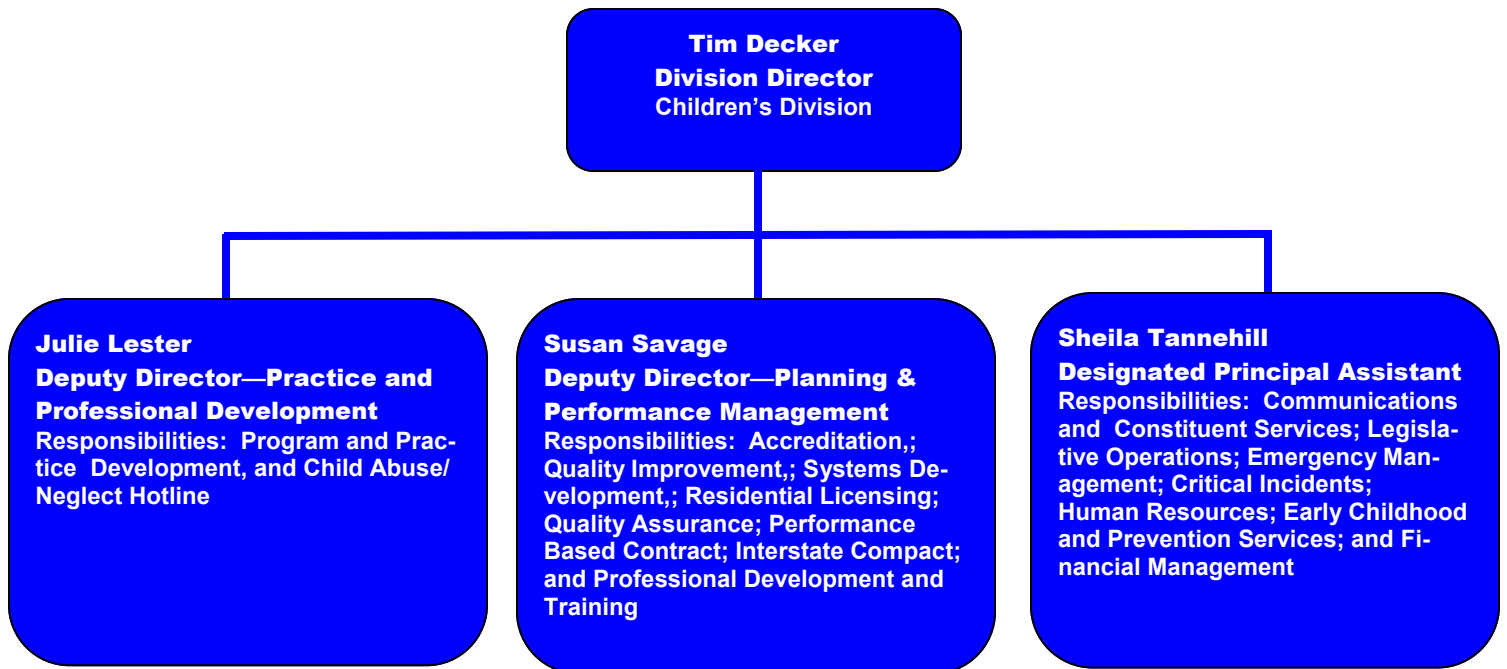 Tim Decker
Division Director
Children's Division
Julie Lester
Deputy Director—Practice and
Professional Development
Responsibilities: Program and Prac-
tice Development, and Child Abuse/
Neglect Hotline
Susan Savage
Deputy Director—Planning &
Performance Management
Responsibilities: Accreditation,;
Quality Improvement,; Systems De-
velopment,; Residential Licensing;
Quality Assurance; Performance
Based Contract; Interstate Compact;
and Professional Development and
Training
Sheila Tannehill
Designated Principal Assistant
Responsibilities: Communications
and Constituent Services; Legisla-
tive Operations; Emergency Man-
agement; Critical Incidents;
Human Resources; Early Childhood
and Prevention Services; and Fi-
nancial Management